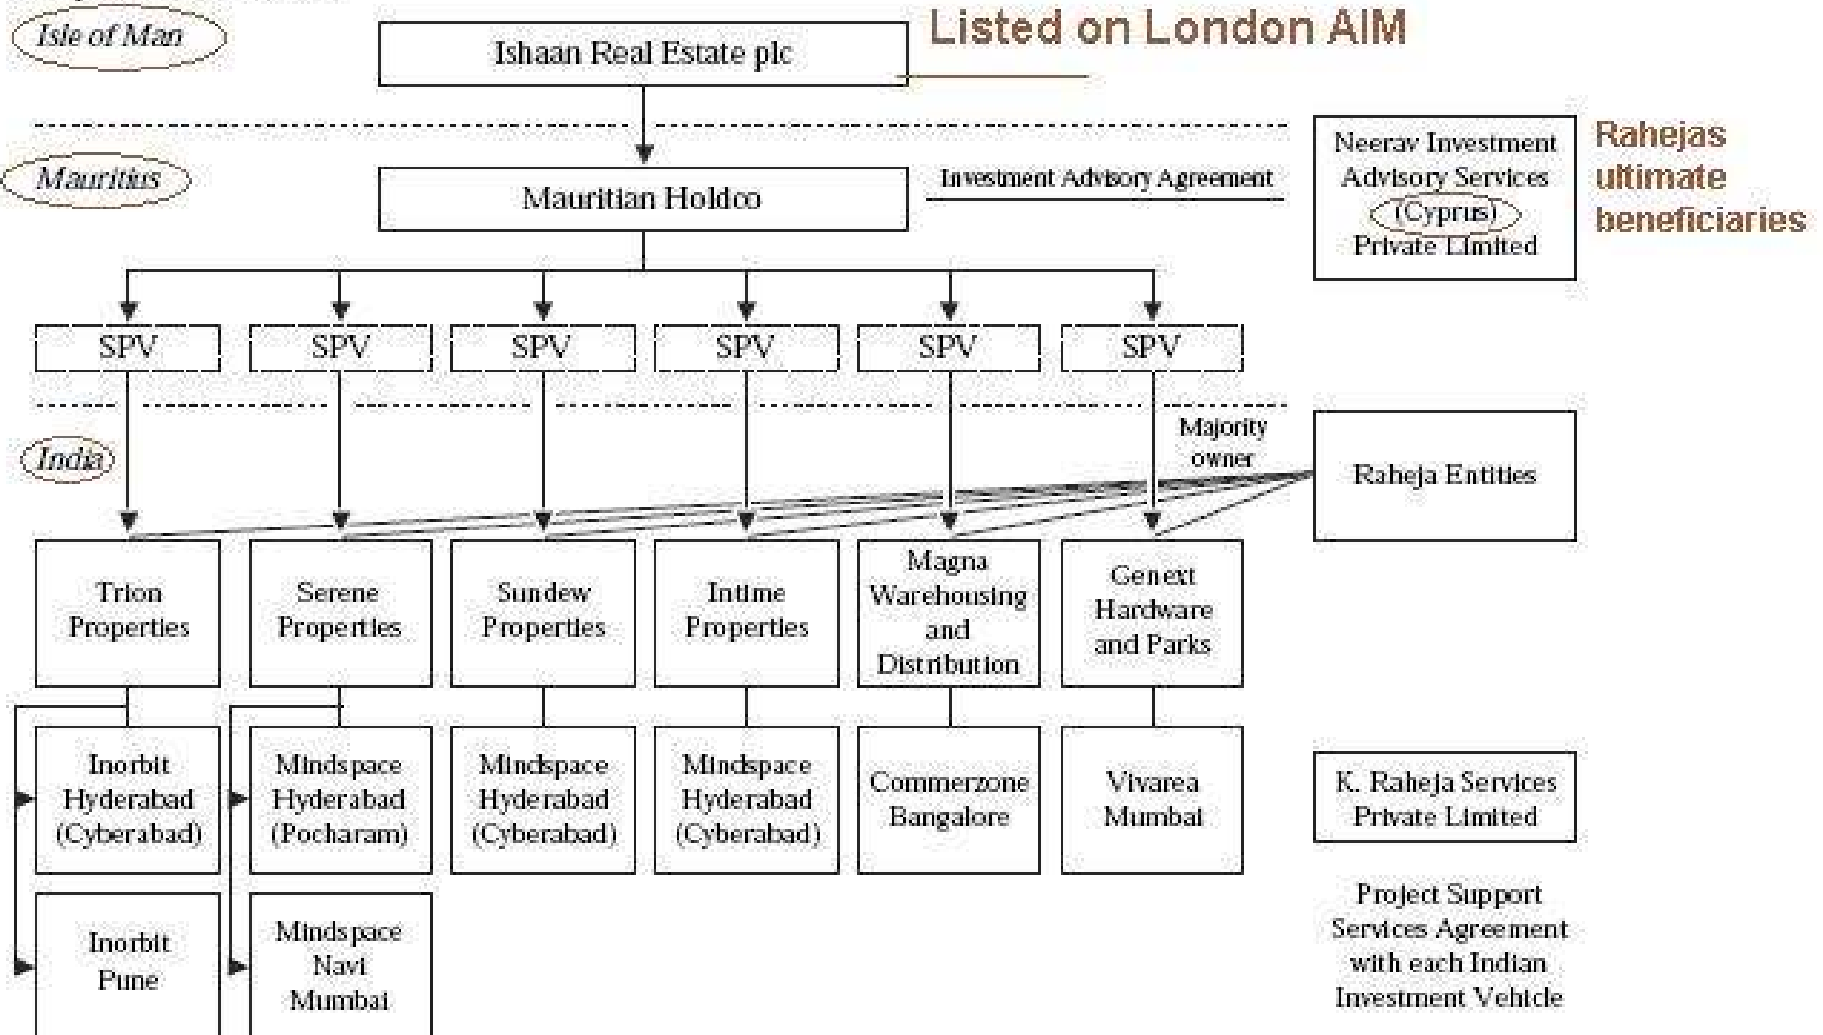 Isle of Man
Ishaan Real Estate plc
Listed on London AIM
Mauritius
Mauritian Holdco
Investment Advisory Agreement
Neerav Investment
Advisory Services
(Cyprus)
Private Limited
Rahejas
ultimate
beneficiaries
SPV
SPV
SPV
SPV
SPV
SPV
India
Majority
owner
Raheja Entities
Trion
Properties
Serene
Properties
Sundew
Properties
Intime
Properties
Magna
Warehousing
and
Distribution
Genext
Hardware
and Parks
Inorbit
Hyderabad
(Cyberabad)
Mindspace
Hyderabad
(Pocharam)
Mindspace
Hyderabad
(Cyberabad)
Mindspace
Hyderabad
(Cyberabad)
Commerzone
Bangalore
Vivarea
Mumbai
K. Raheja Services
Private Limited
Inorbit
Pune
Mindspace
Navi
Mumbai
Project Support
Services Agreement
with each Indian
Investment Vehicle